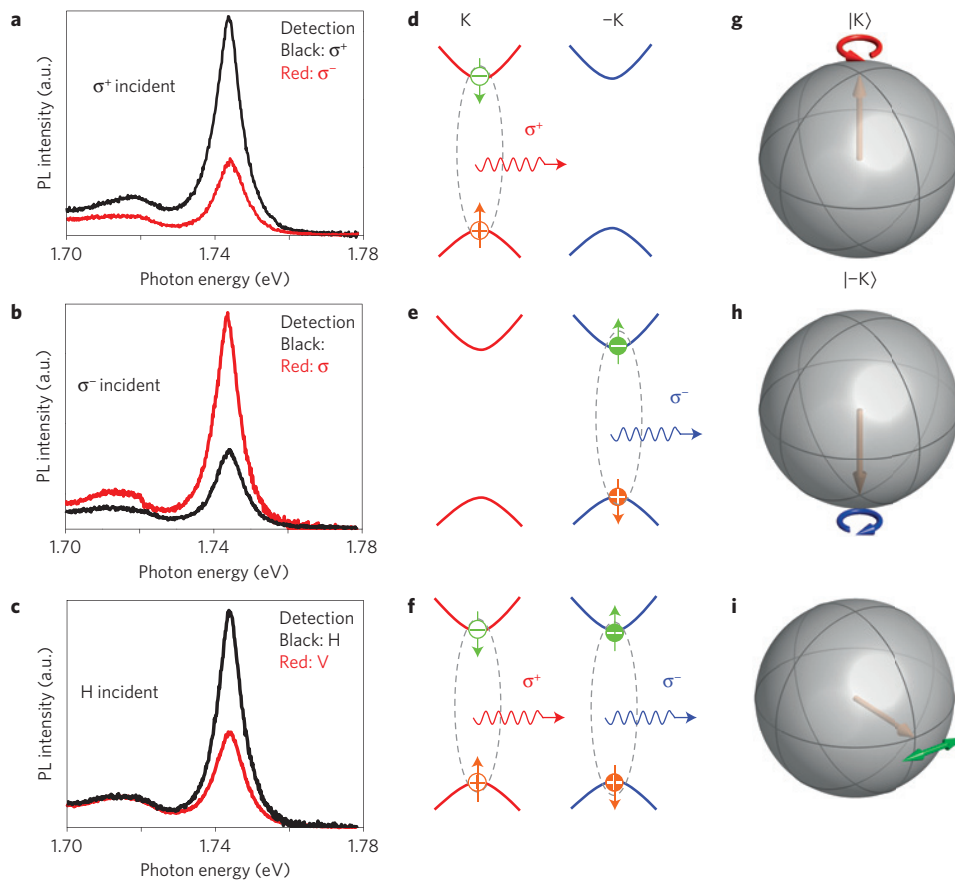 a
PL intensity (a.u.)
σ⁺ incident
Detection
Black: σ⁺
Red: σ⁻
1.70
1.74
1.78
Photon energy (eV)
b
PL intensity (a.u.)
σ⁻ incident
Detection
Black:
Red: σ
1.70
1.74
1.78
Photon energy (eV)
c
PL intensity (a.u.)
H incident
Detection
Black: H
Red: V
1.70
1.74
1.78
Photon energy (eV)
d
K
−K
σ⁺
e
σ⁻
f
σ⁺
σ⁻
g
|K⟩
|−K⟩
h
i